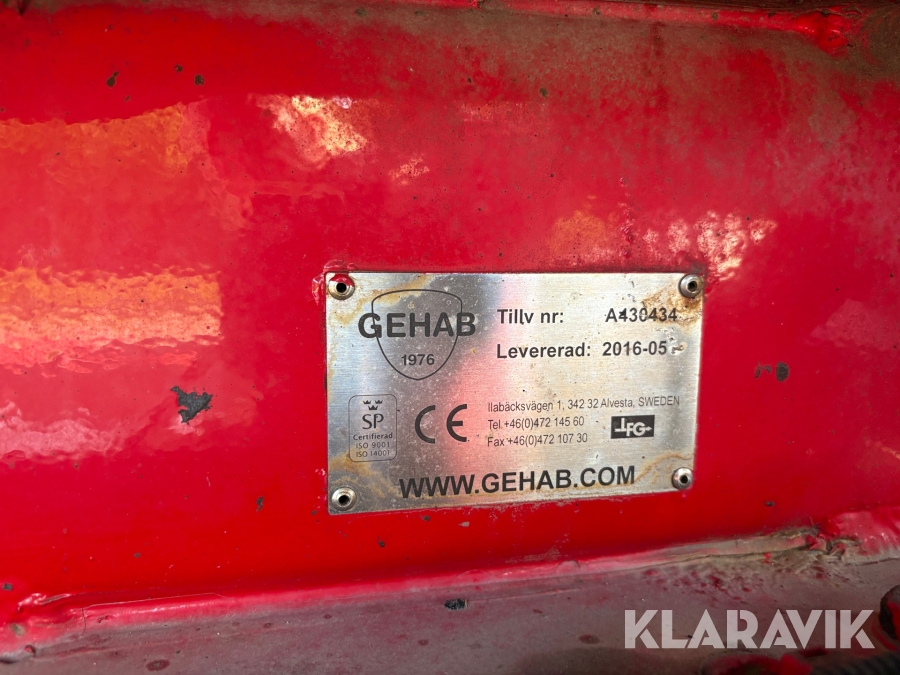 GEHAB
1976
Tillv nr: A430434
Levererad: 2016-05
SP
Certifierad
ISO 9001
ISO 14001
CE
llabäcksvägen 1, 342 32 Alvesta, SWEDEN
Tel.+46(0)472 145 60
Fax +46(0)472 107 30
LFG
WWW.GEHAB.COM
KLARAVIK